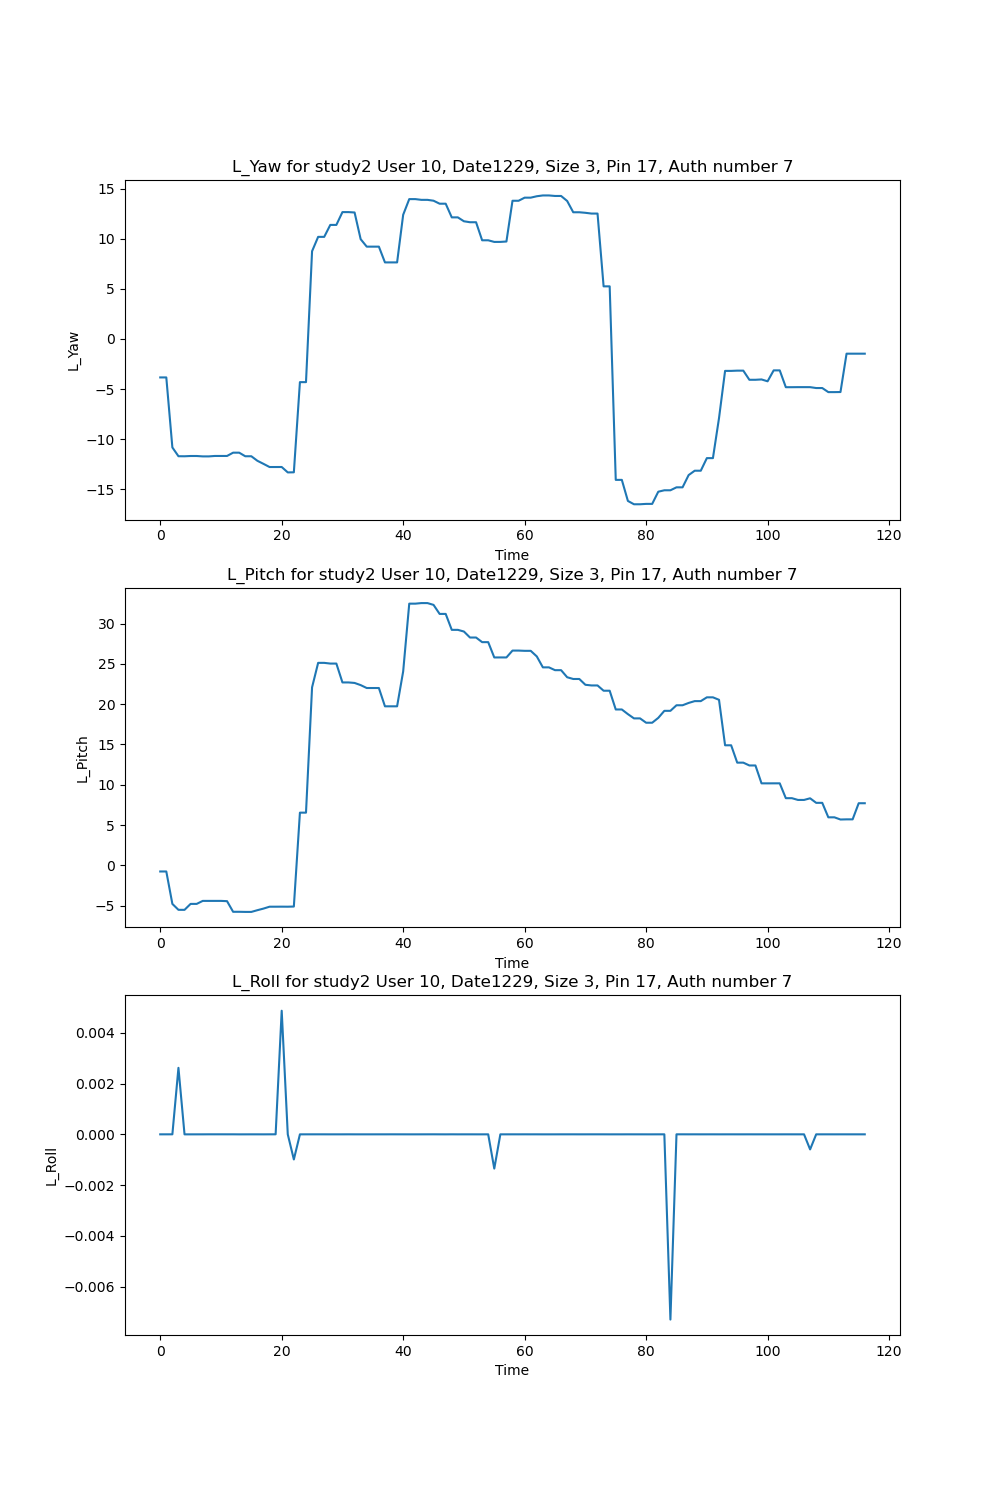 L_Yaw for study2 User 10, Date1229, Size 3, Pin 17, Auth number 7
15
10
5
0
−5
−10
−15
L_Yaw
0 20 40 60 80 100 120
Time
L_Pitch for study2 User 10, Date1229, Size 3, Pin 17, Auth number 7
30
25
20
15
10
5
0
−5
L_Pitch
0 20 40 60 80 100 120
Time
L_Roll for study2 User 10, Date1229, Size 3, Pin 17, Auth number 7
0.004
0.002
0.000
−0.002
−0.004
−0.006
L_Roll
0 20 40 60 80 100 120
Time